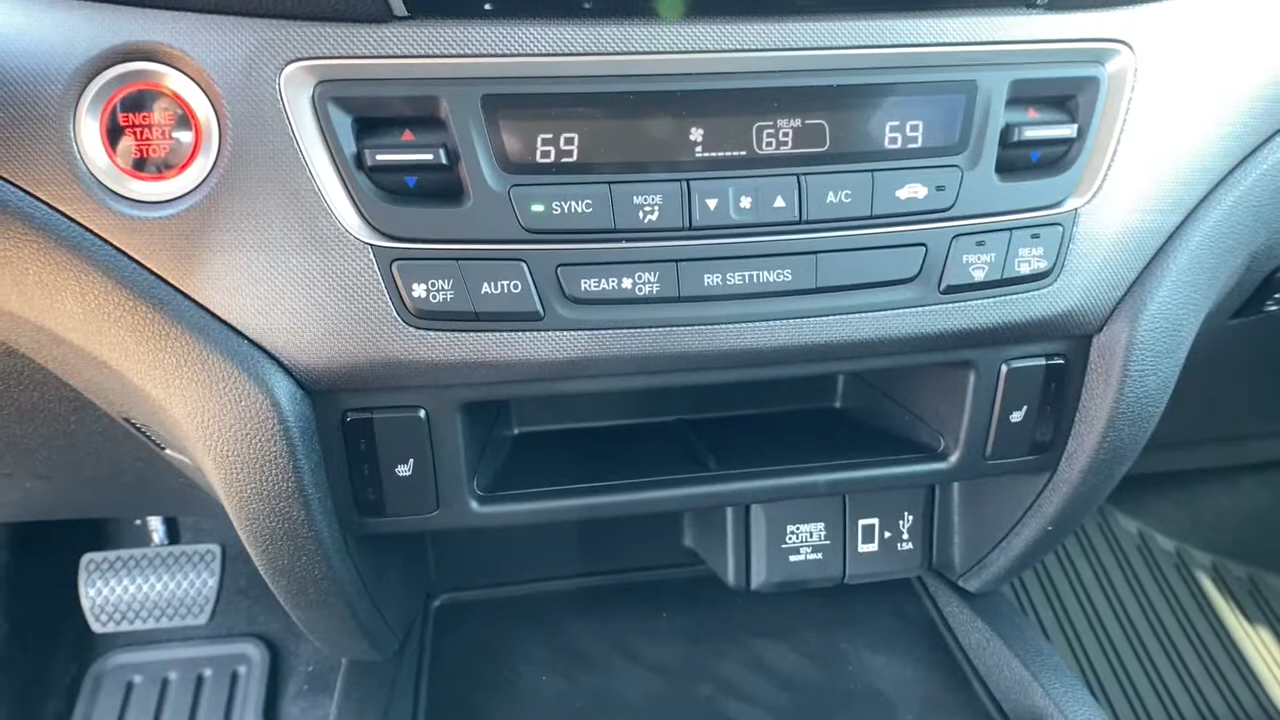 ENGINE
START
STOP
69
REAR
69
69
SYNC
MODE
A/C
ON/
OFF
AUTO
REAR ON/
OFF
RR SETTINGS
FRONT
REAR
POWER
OUTLET
12V
180W MAX
1.5A